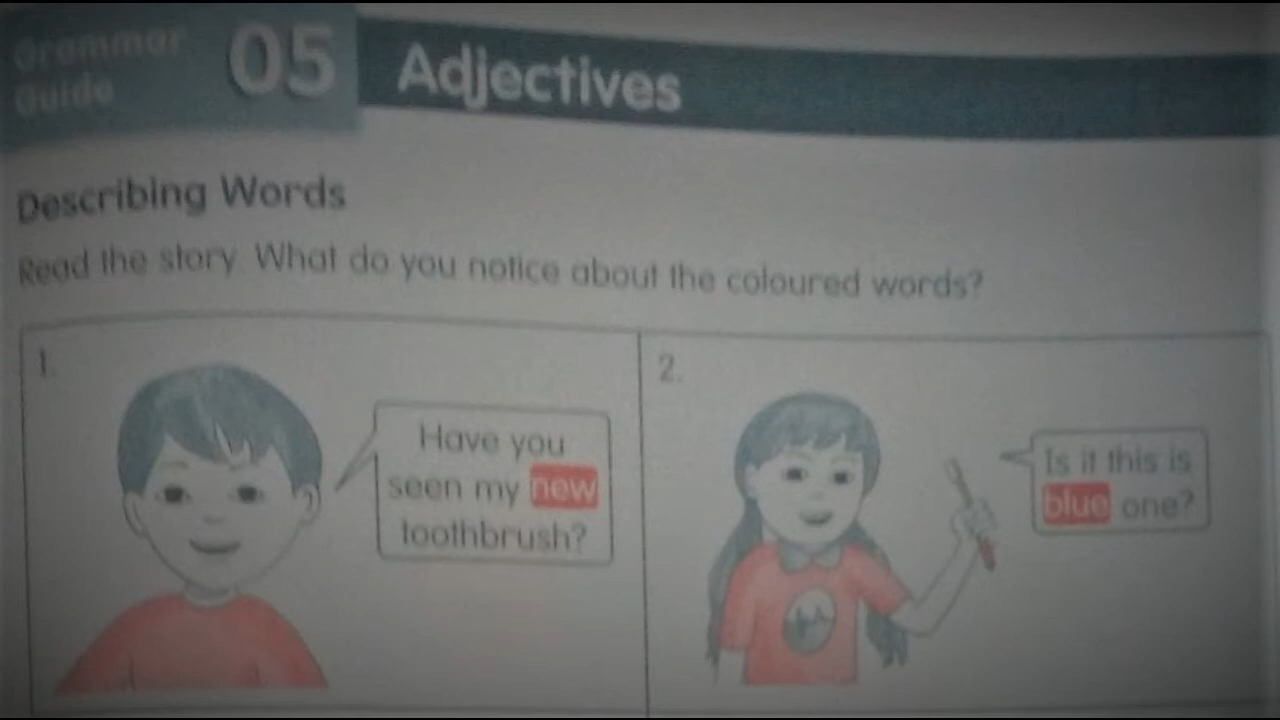 Grammar
Guide
05
Adjectives
Describing Words
Read the story. What do you notice about the coloured words?
1.
Have you
seen my new
toothbrush?
2.
Is it this is
blue one?